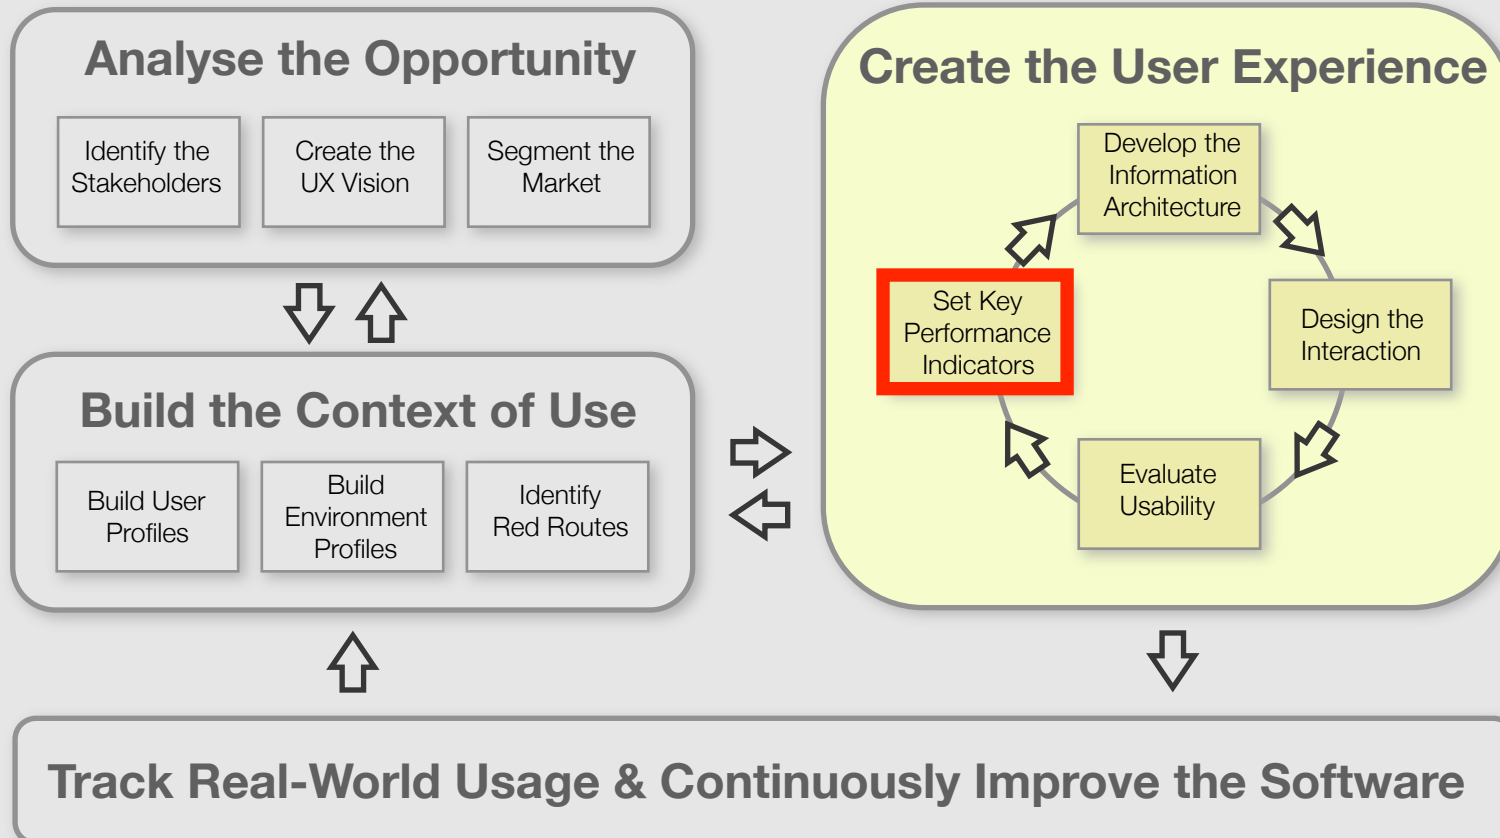 Analyse the Opportunity
Identify the
Stakeholders
Create the
UX Vision
Segment the
Market
Build the Context of Use
Build User
Profiles
Build
Environment
Profiles
Identify
Red Routes
Create the User Experience
Develop the
Information
Architecture
Design the
Interaction
Evaluate
Usability
Set Key
Performance
Indicators
Track Real-World Usage & Continuously Improve the Software